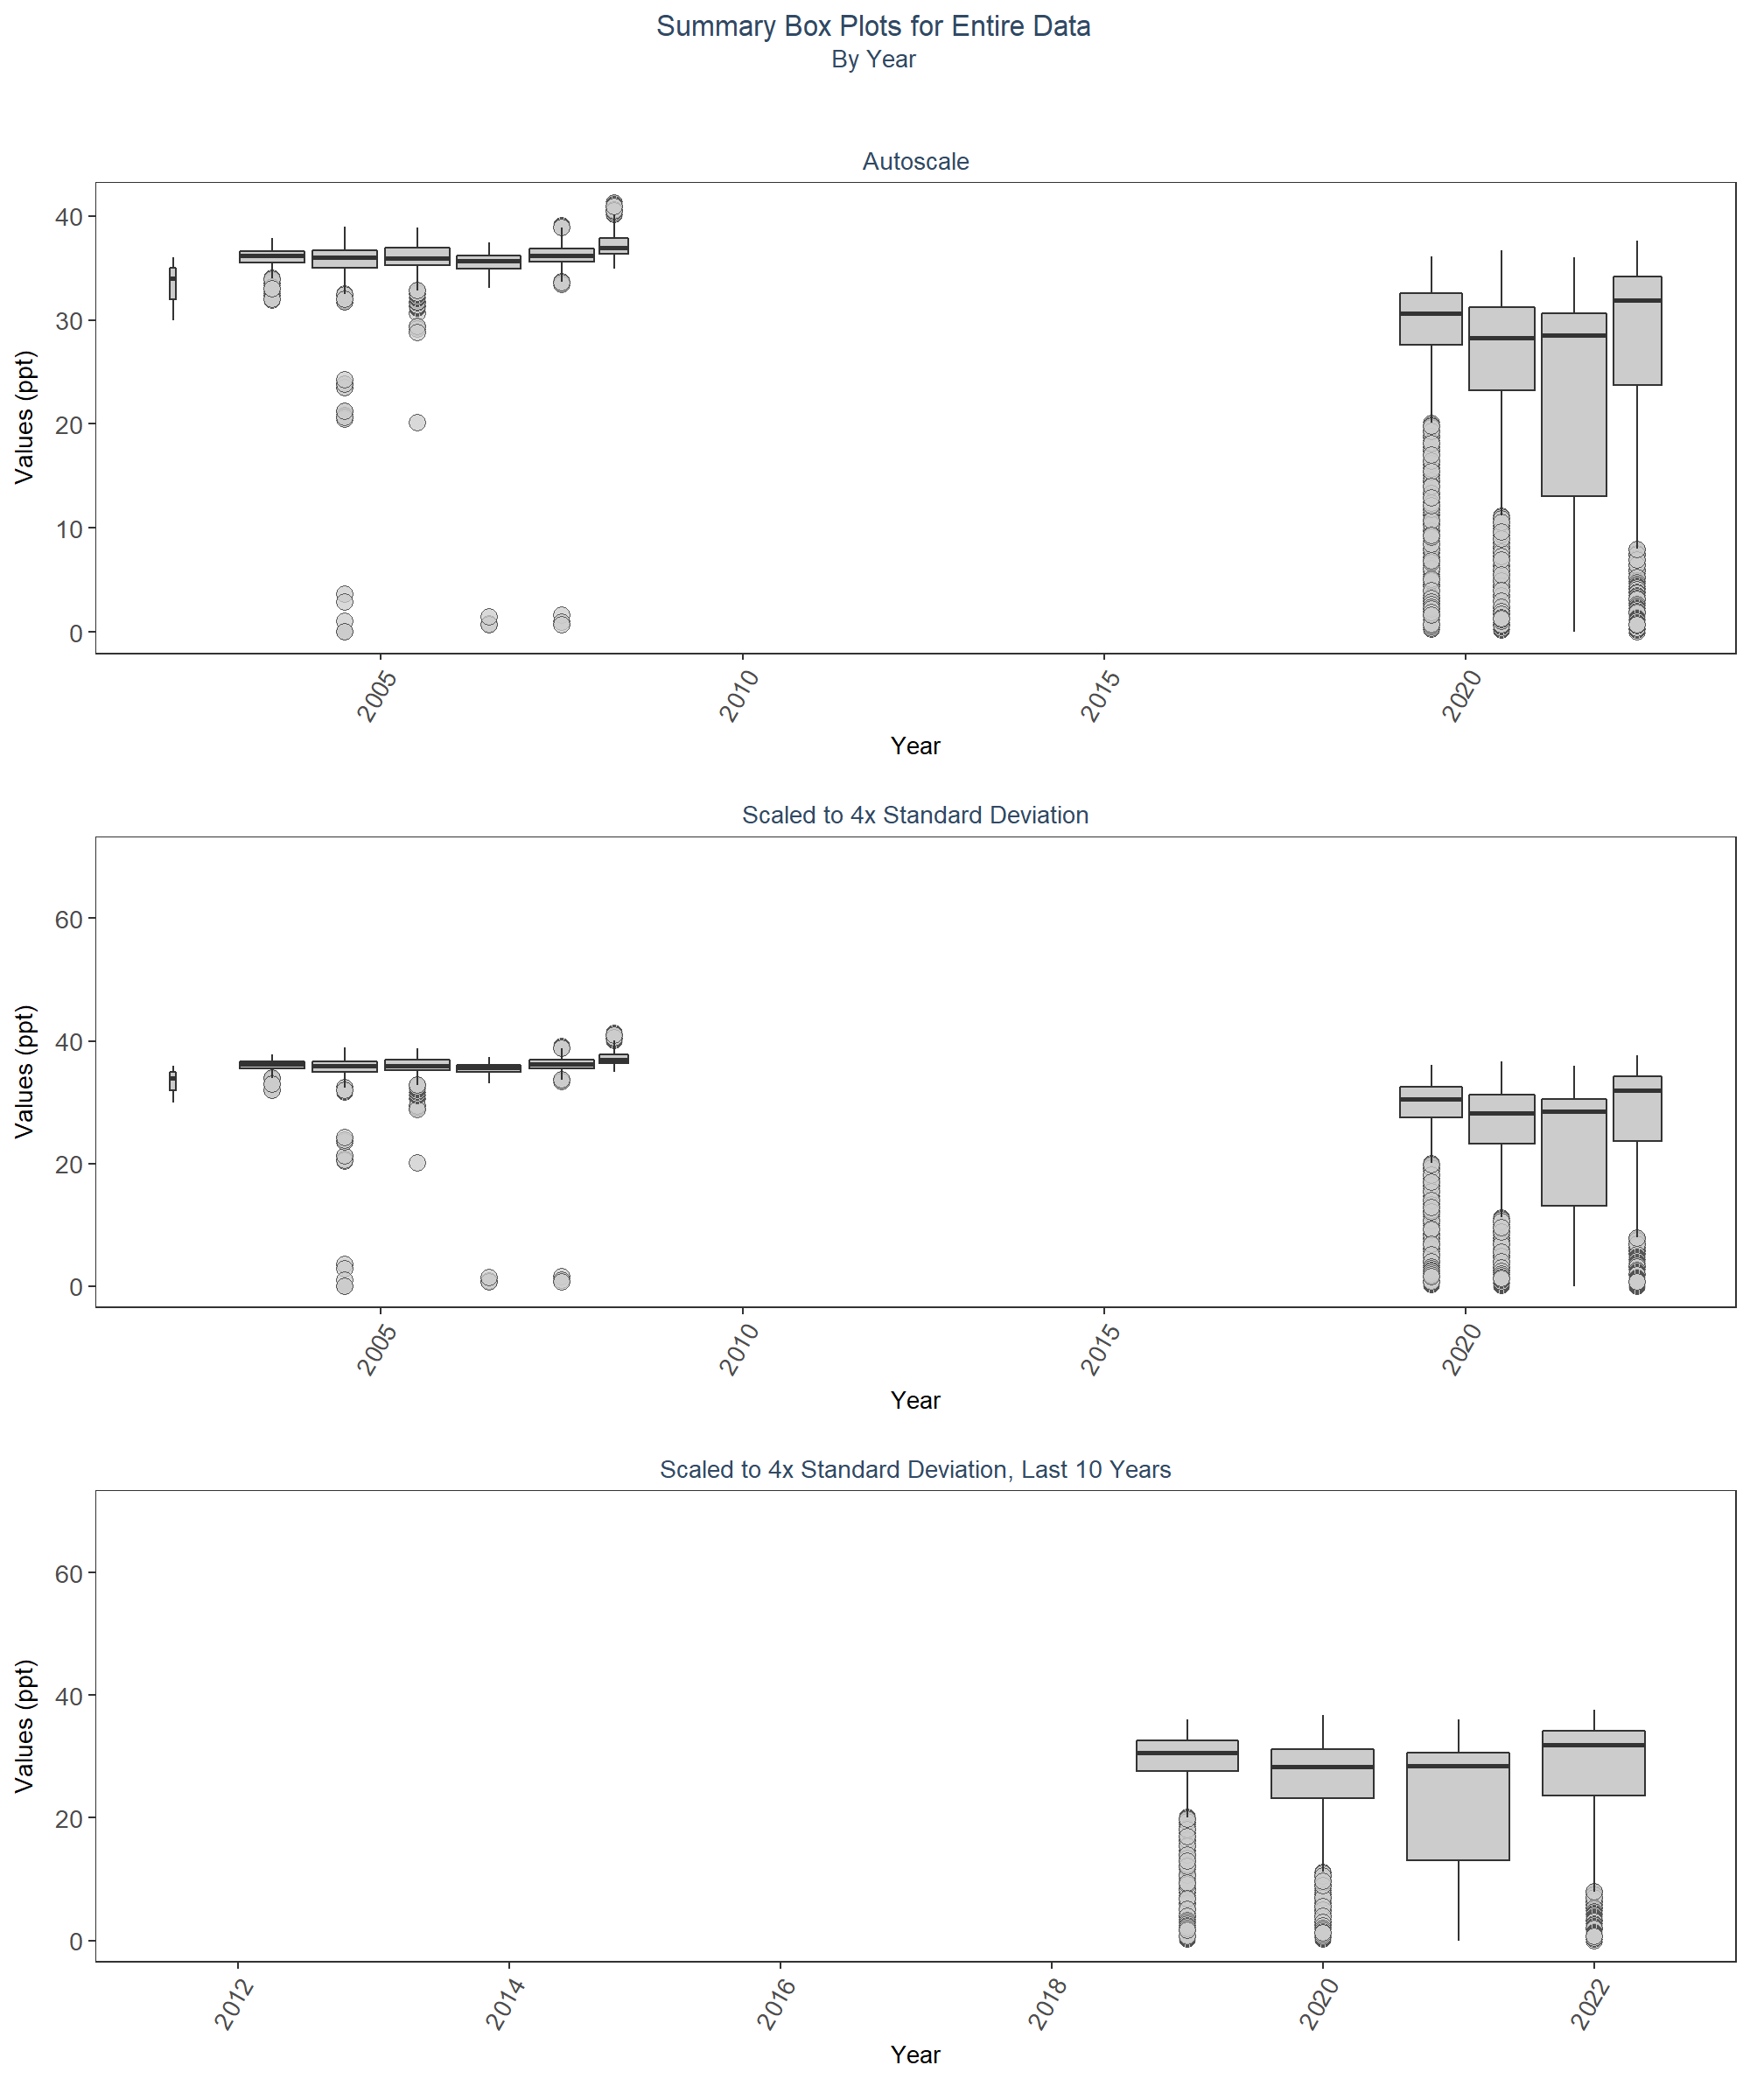 Summary Box Plots for Entire Data
By Year
Autoscale
Values (ppt)
40
30
20
10
0
2005
2010
2015
2020
Year
Scaled to 4x Standard Deviation
Values (ppt)
60
40
20
0
2005
2010
2015
2020
Year
Scaled to 4x Standard Deviation, Last 10 Years
Values (ppt)
60
40
20
0
2012
2014
2016
2018
2020
2022
Year